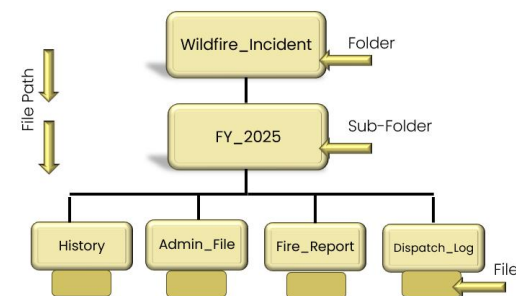 Wildfire_Incident
Folder
File Path
FY_2025
Sub-Folder
History
Admin_File
Fire_Report
Dispatch_Log
File